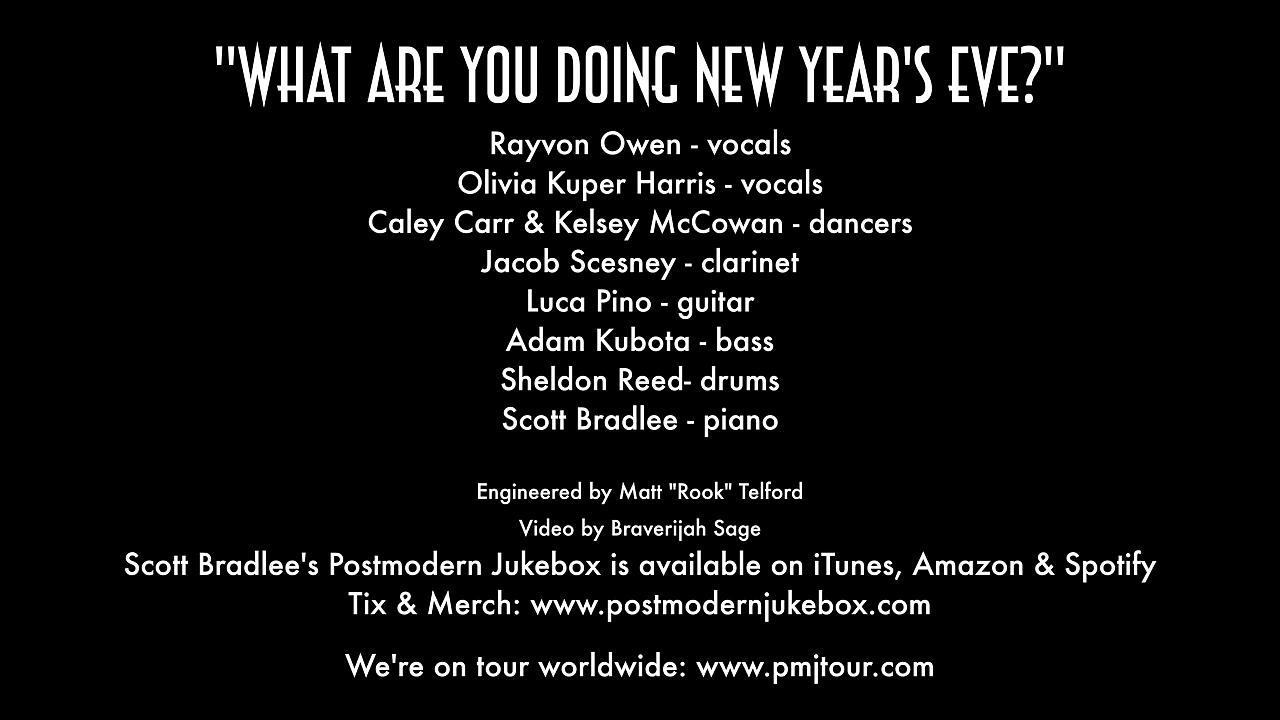 "WHAT ARE YOU DOING NEW YEAR'S EVE?"
Rayvon Owen - vocals
Olivia Kuper Harris - vocals
Caley Carr & Kelsey McCowan - dancers
Jacob Scesney - clarinet
Luca Pino - guitar
Adam Kubota - bass
Sheldon Reed- drums
Scott Bradlee - piano
Engineered by Matt "Rook" Telford
Video by Braverijah Sage
Scott Bradlee's Postmodern Jukebox is available on iTunes, Amazon & Spotify
Tix & Merch: www.postmodernjukebox.com
We're on tour worldwide: www.pmjtour.com